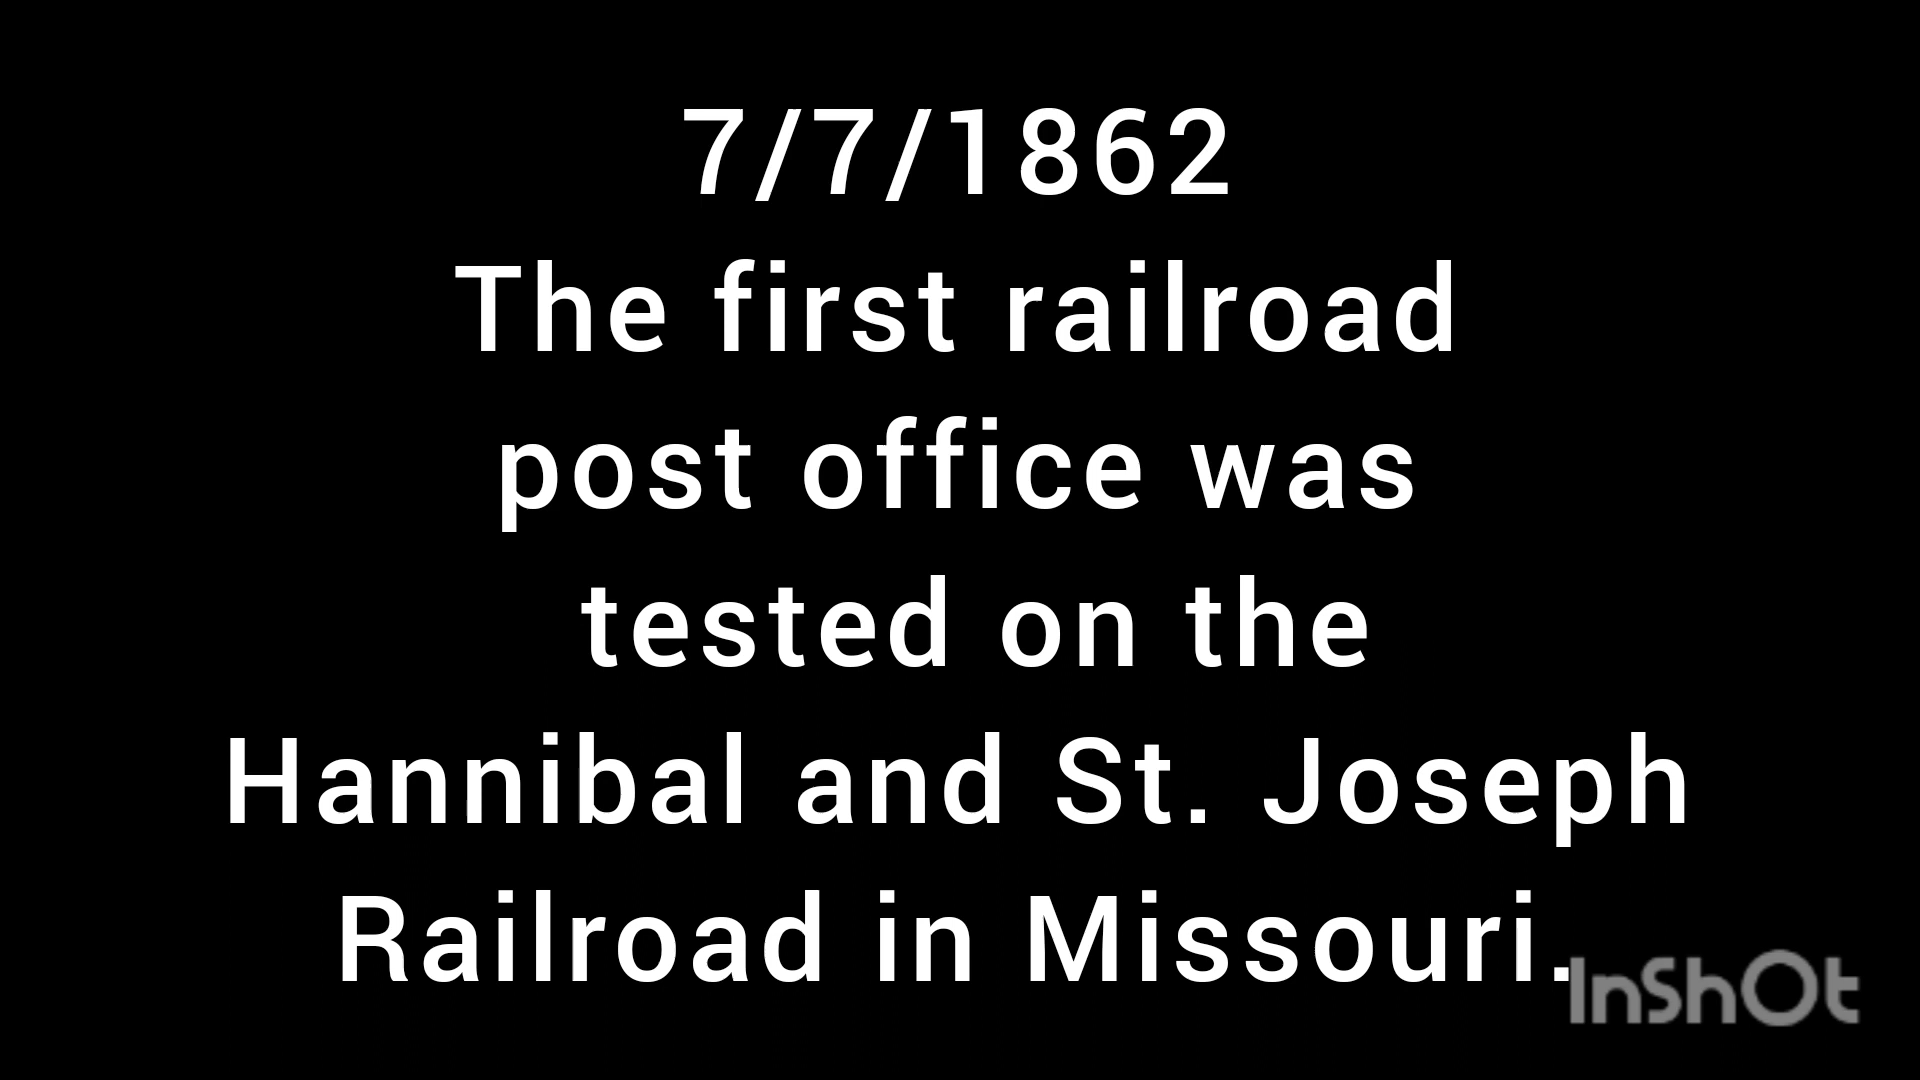 7/7/1862
The first railroad
post office was
tested on the
Hannibal and St. Joseph
Railroad in Missouri.
InShOt